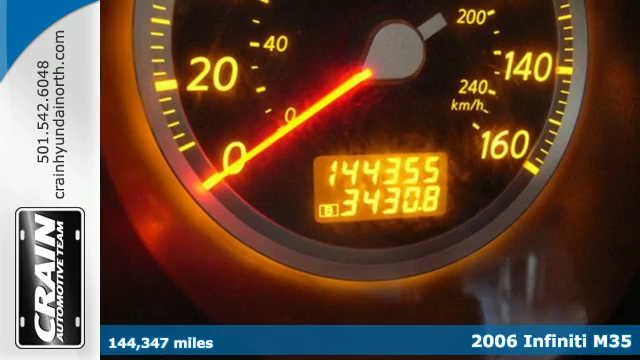 501.542.6048
crainhyundainorth.com
CRAIN
AUTOMOTIVE TEAM
200
40
20
140
240
0
km/h
0
160
144355
B 3430.8
144,347 miles
2006 Infiniti M35